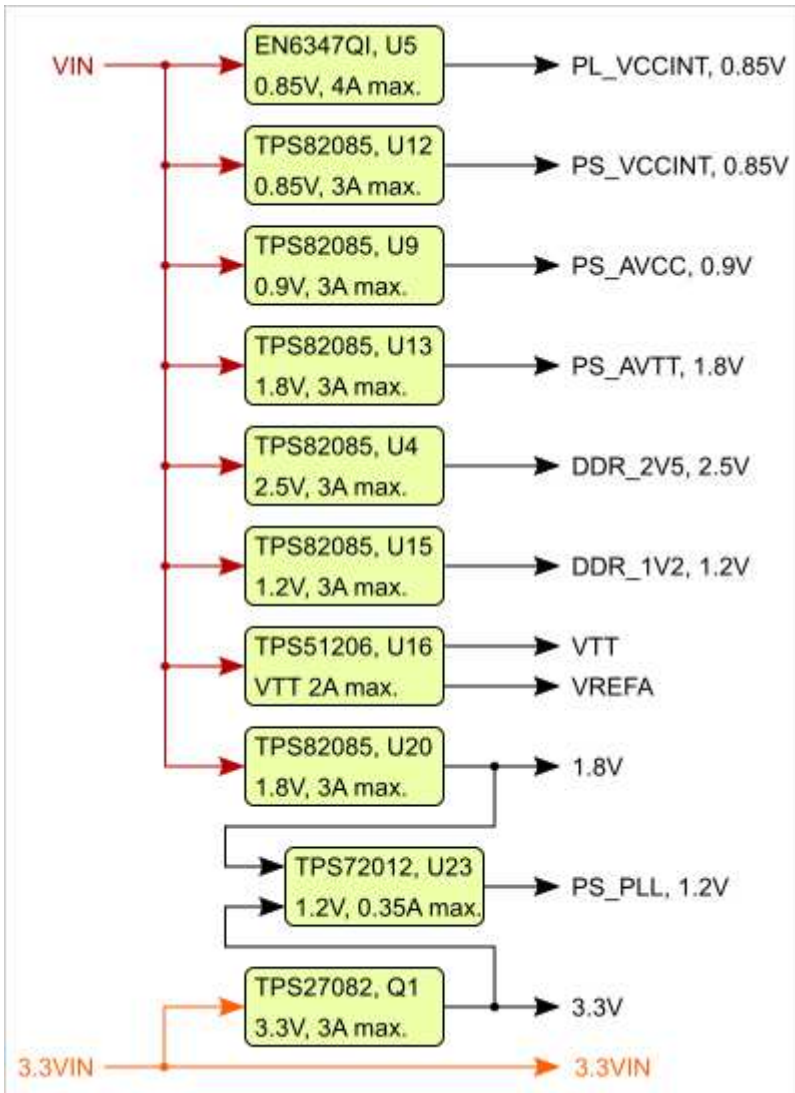 VIN
EN6347QI, U5
0.85V, 4A max.
PL_VCCINT, 0.85V
TPS82085, U12
0.85V, 3A max.
PS_VCCINT, 0.85V
TPS82085, U9
0.9V, 3A max.
PS_AVCC, 0.9V
TPS82085, U13
1.8V, 3A max.
PS_AVTT, 1.8V
TPS82085, U4
2.5V, 3A max.
DDR_2V5, 2.5V
TPS82085, U15
1.2V, 3A max.
DDR_1V2, 1.2V
TPS51206, U16
VTT 2A max.
VTT
VREFA
TPS82085, U20
1.8V, 3A max.
1.8V
TPS72012, U23
1.2V, 0.35A max.
PS_PLL, 1.2V
TPS27082, Q1
3.3V, 3A max.
3.3V
3.3VIN
3.3VIN